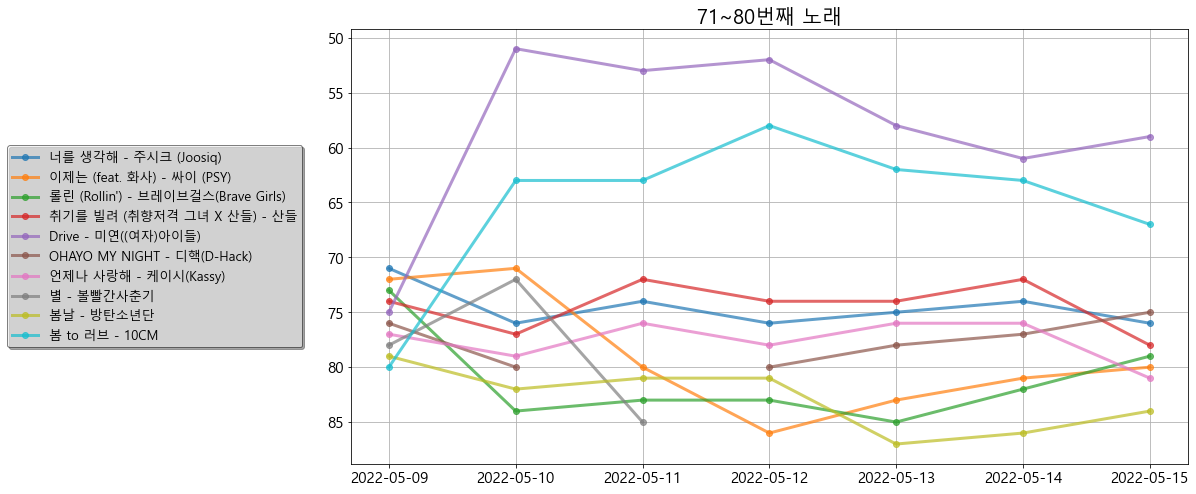 71~80번째 노래
50
55
60
65
70
75
80
85
너를 생각해 - 주시크 (Joosiq)
이제는 (feat. 화사) - 싸이 (PSY)
롤린 (Rollin') - 브레이브걸스(Brave Girls)
취기를 빌려 (취향저격 그녀 X 산들) - 산들
Drive - 미연((여자)아이들)
OHAYO MY NIGHT - 디핵(D-Hack)
언제나 사랑해 - 케이시(Kassy)
별 - 볼빨간사춘기
봄날 - 방탄소년단
봄 to 러브 - 10CM
2022-05-09 2022-05-10 2022-05-11 2022-05-12 2022-05-13 2022-05-14 2022-05-15